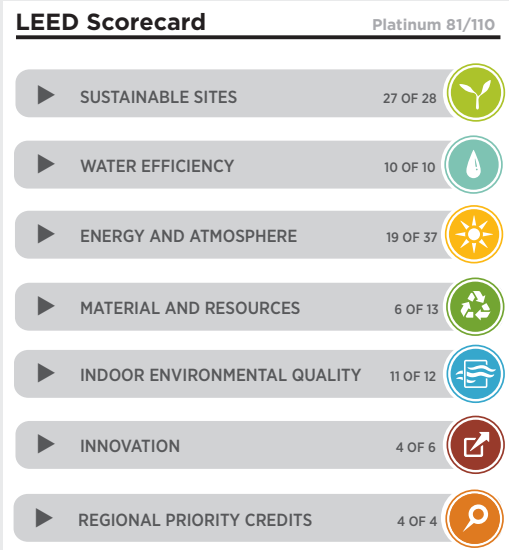 LEED Scorecard Platinum 81/110
SUSTAINABLE SITES 27 OF 28
WATER EFFICIENCY 10 OF 10
ENERGY AND ATMOSPHERE 19 OF 37
MATERIAL AND RESOURCES 6 OF 13
INDOOR ENVIRONMENTAL QUALITY 11 OF 12
INNOVATION 4 OF 6
REGIONAL PRIORITY CREDITS 4 OF 4